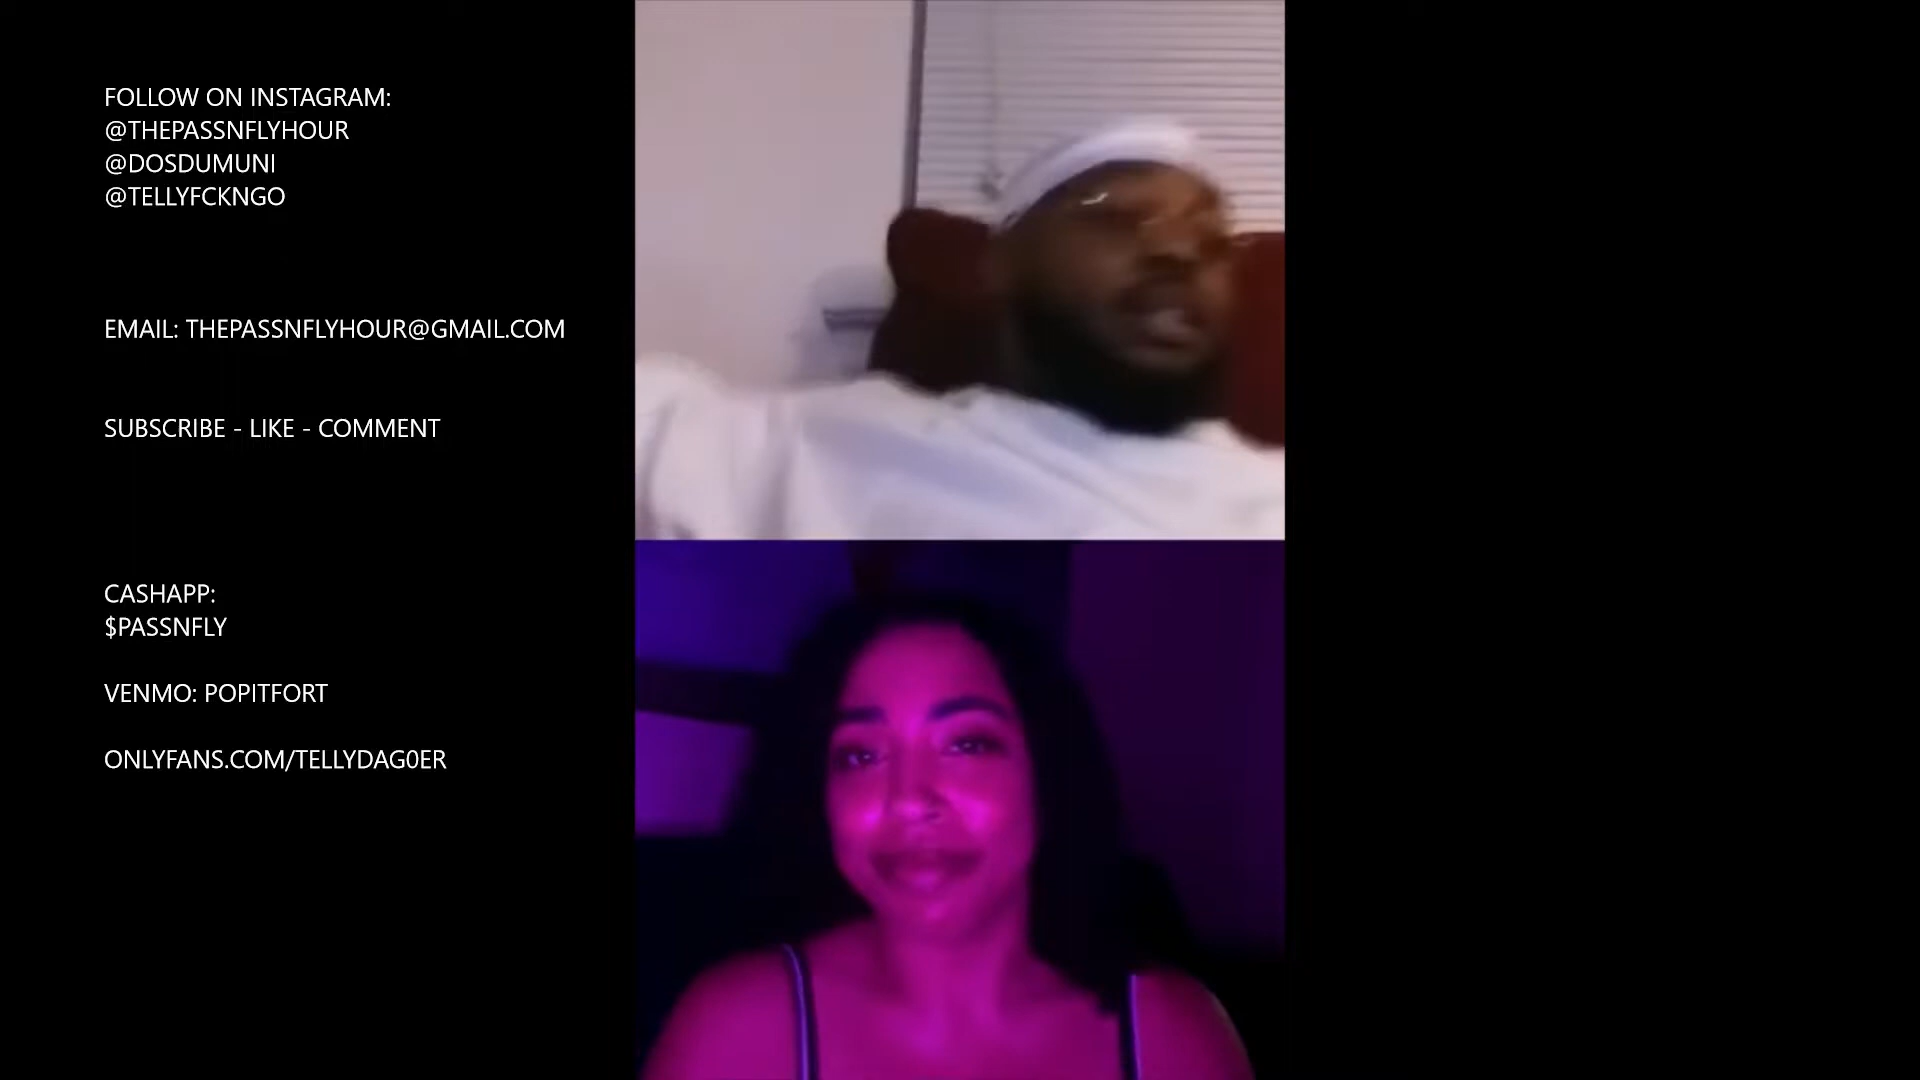 FOLLOW ON INSTAGRAM:
@THEPASSNFLYHOUR
@DOSDUMUNI
@TELLYFCKNGO
EMAIL: THEPASSNFLYHOUR@GMAIL.COM
SUBSCRIBE - LIKE - COMMENT
CASHAPP:
$PASSNFLY
VENMO: POPITFORT
ONLYFANS.COM/TELLYDAG0ER